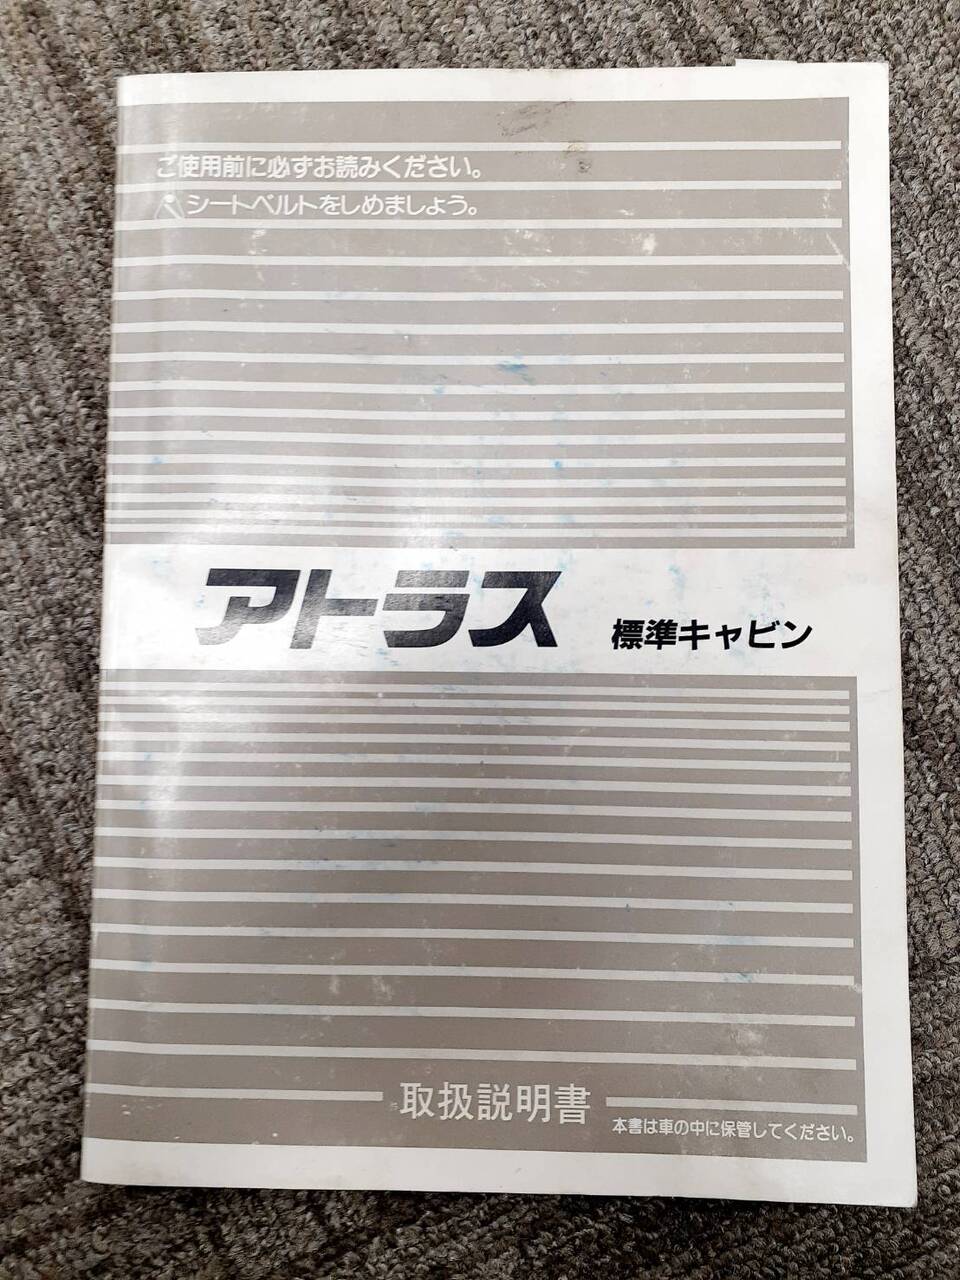 ご使用前に必ずお読みください。
シートベルトをしめましょう。
アトラス 標準キャビン
取扱説明書
本書は車の中に保管してください。